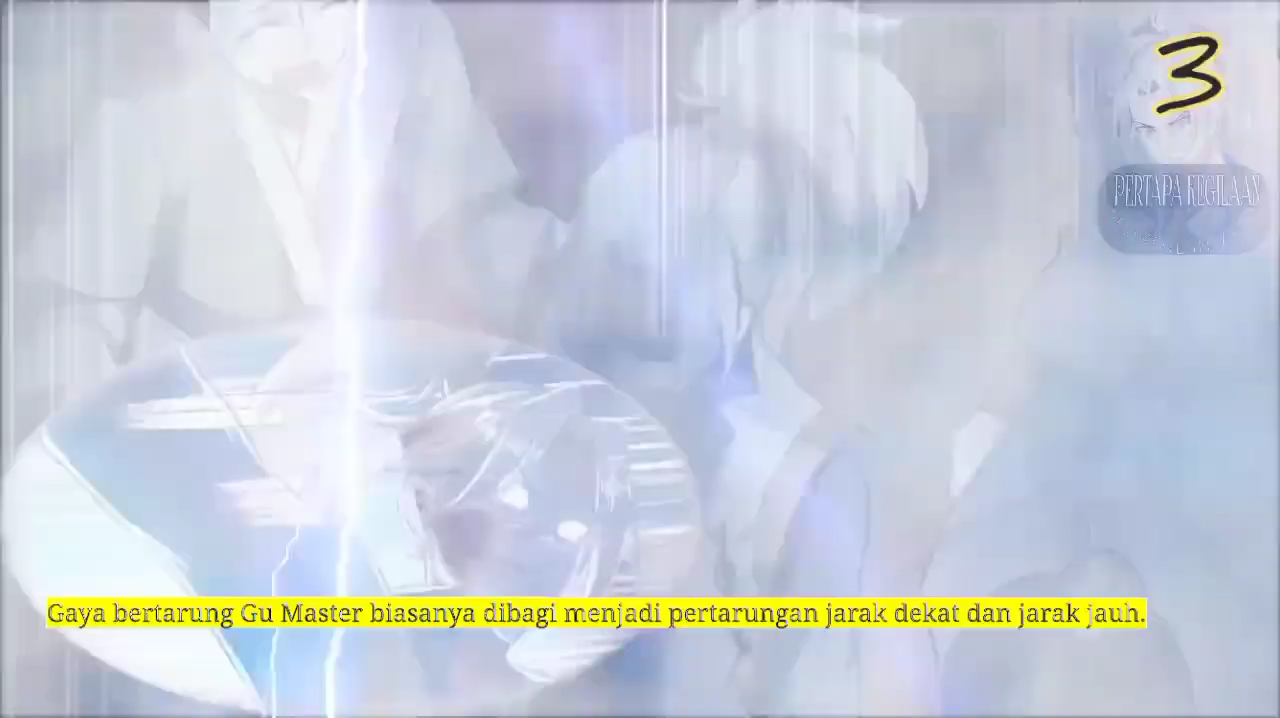 3
PERTAPA KEGILAAN
Gaya bertarung Gu Master biasanya dibagi menjadi pertarungan jarak dekat dan jarak jauh.